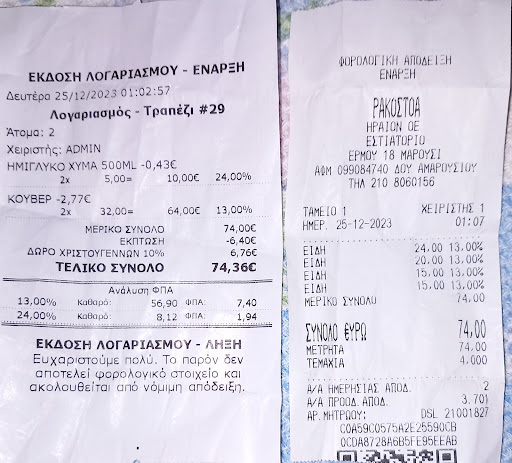 ΕΚΔΟΣΗ ΛΟΓΑΡΙΑΣΜΟΥ - ΕΝΑΡΞΗ
Δευτέρα 25/12/2023 01:02:57
Λογαριασμός - Τραπέζι #29
Άτομα: 2
Χειριστής: ADMIN
ΗΜΙΓΛΥΚΟ ΧΥΜΑ 500ML -0,43€
2x 5,00= 10,00€ 24,00%
ΚΟΥΒΕΡ -2,77€
2x 32,00= 64,00€ 13,00%
ΜΕΡΙΚΟ ΣΥΝΟΛΟ 74,00€
ΕΚΠΤΩΣΗ -6,40€
ΔΩΡΟ ΧΡΙΣΤΟΥΓΕΝΝΩΝ 10% 6,76€
ΤΕΛΙΚΟ ΣΥΝΟΛΟ 74,36€
Ανάλυση ΦΠΑ
13,00% Καθαρό: 56,90 ΦΠΑ: 7,40
24,00% Καθαρό: 8,12 ΦΠΑ: 1,94
ΕΚΔΟΣΗ ΛΟΓΑΡΙΑΣΜΟΥ - ΛΗΞΗ
Ευχαριστούμε πολύ. Το παρόν δεν
αποτελεί φορολογικό στοιχείο και
ακολουθείται από νόμιμη απόδειξη.
ΦΟΡΟΛΟΓΙΚΗ ΑΠΟΔΕΙΞΗ
ΕΝΑΡΞΗ
ΡΑΚΟΣΤΟΑ
ΗΡΑΙΟΝ ΟΕ
ΕΣΤΙΑΤΟΡΙΟ
ΕΡΜΟΥ 18 ΜΑΡΟΥΣΙ
ΑΦΜ 099084740 ΔΟΥ ΑΜΑΡΟΥΣΙΟΥ
ΤΗΛ 210 8060156
ΤΑΜΕΙΟ 1 ΧΕΙΡΙΣΤΗΣ 1
ΗΜΕΡ. 25-12-2023 01:07
ΕΙΔΗ 24,00 13,00%
ΕΙΔΗ 20,00 13,00%
ΕΙΔΗ 15,00 13,00%
ΕΙΔΗ 15,00 13,00%
ΜΕΡΙΚΟ ΣΥΝΟΛΟ 74,00
ΣΥΝΟΛΟ ΕΥΡΩ 74,00
ΜΕΤΡΗΤΑ 74,00
ΤΕΜΑΧΙΑ 4,000
Α/Α ΗΜΕΡΗΣΙΑΣ ΑΠΟΔ. 2
Α/Α ΠΡΟΟΔ. ΑΠΟΔ. 3.701
ΑΡ.ΜΗΤΡΩΟΥ: DSL 21001827
C0A59C0575A2E25590CB
0CDA8728A6B5FE95EEAB